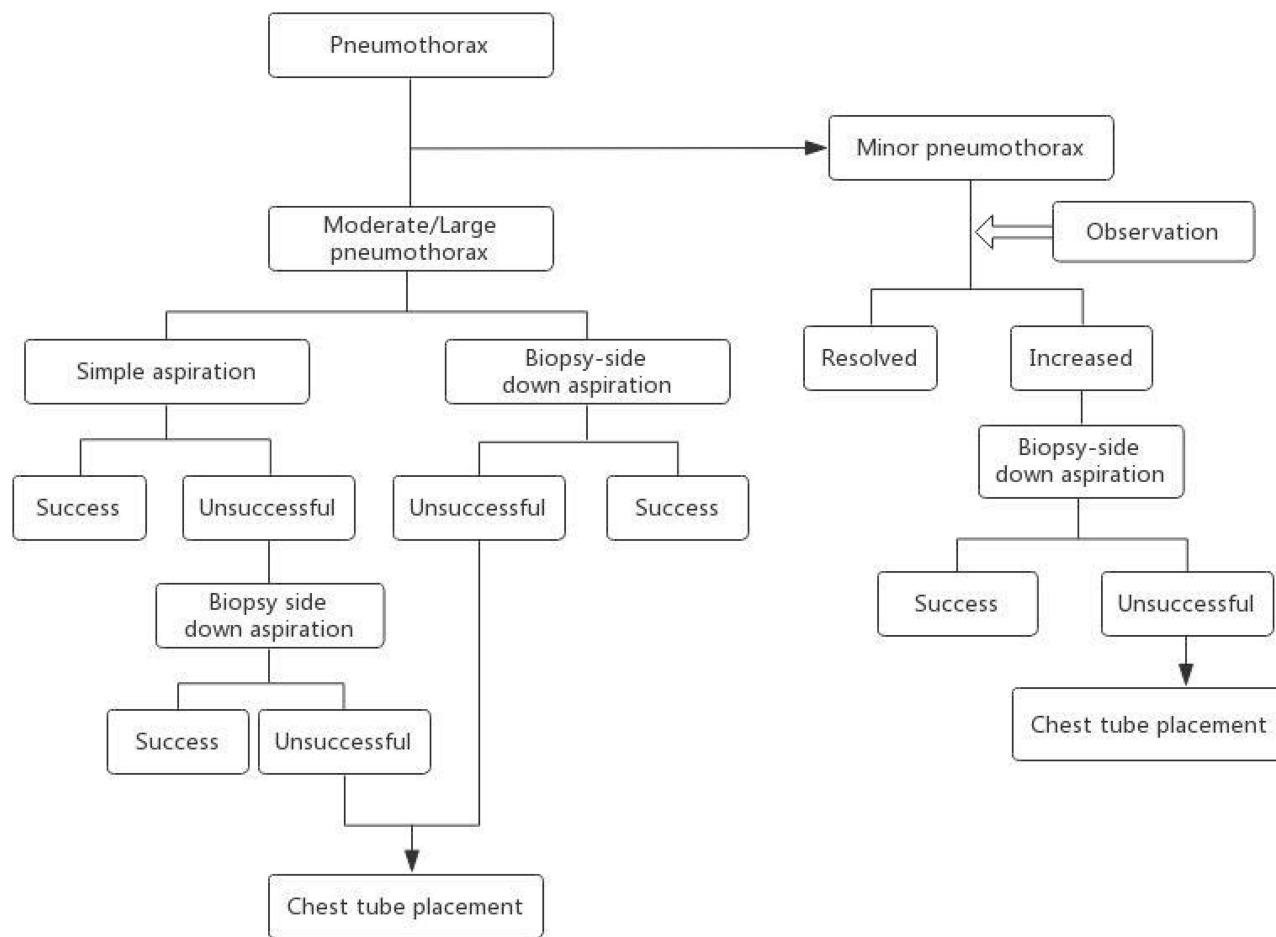 Pneumothorax
Minor pneumothorax
Moderate/Large
pneumothorax
Observation
Simple aspiration
Biopsy-side
down aspiration
Resolved
Increased
Success
Unsuccessful
Unsuccessful
Success
Biopsy-side
down aspiration
Biopsy side
down aspiration
Success
Unsuccessful
Success
Unsuccessful
Chest tube placement
Chest tube placement